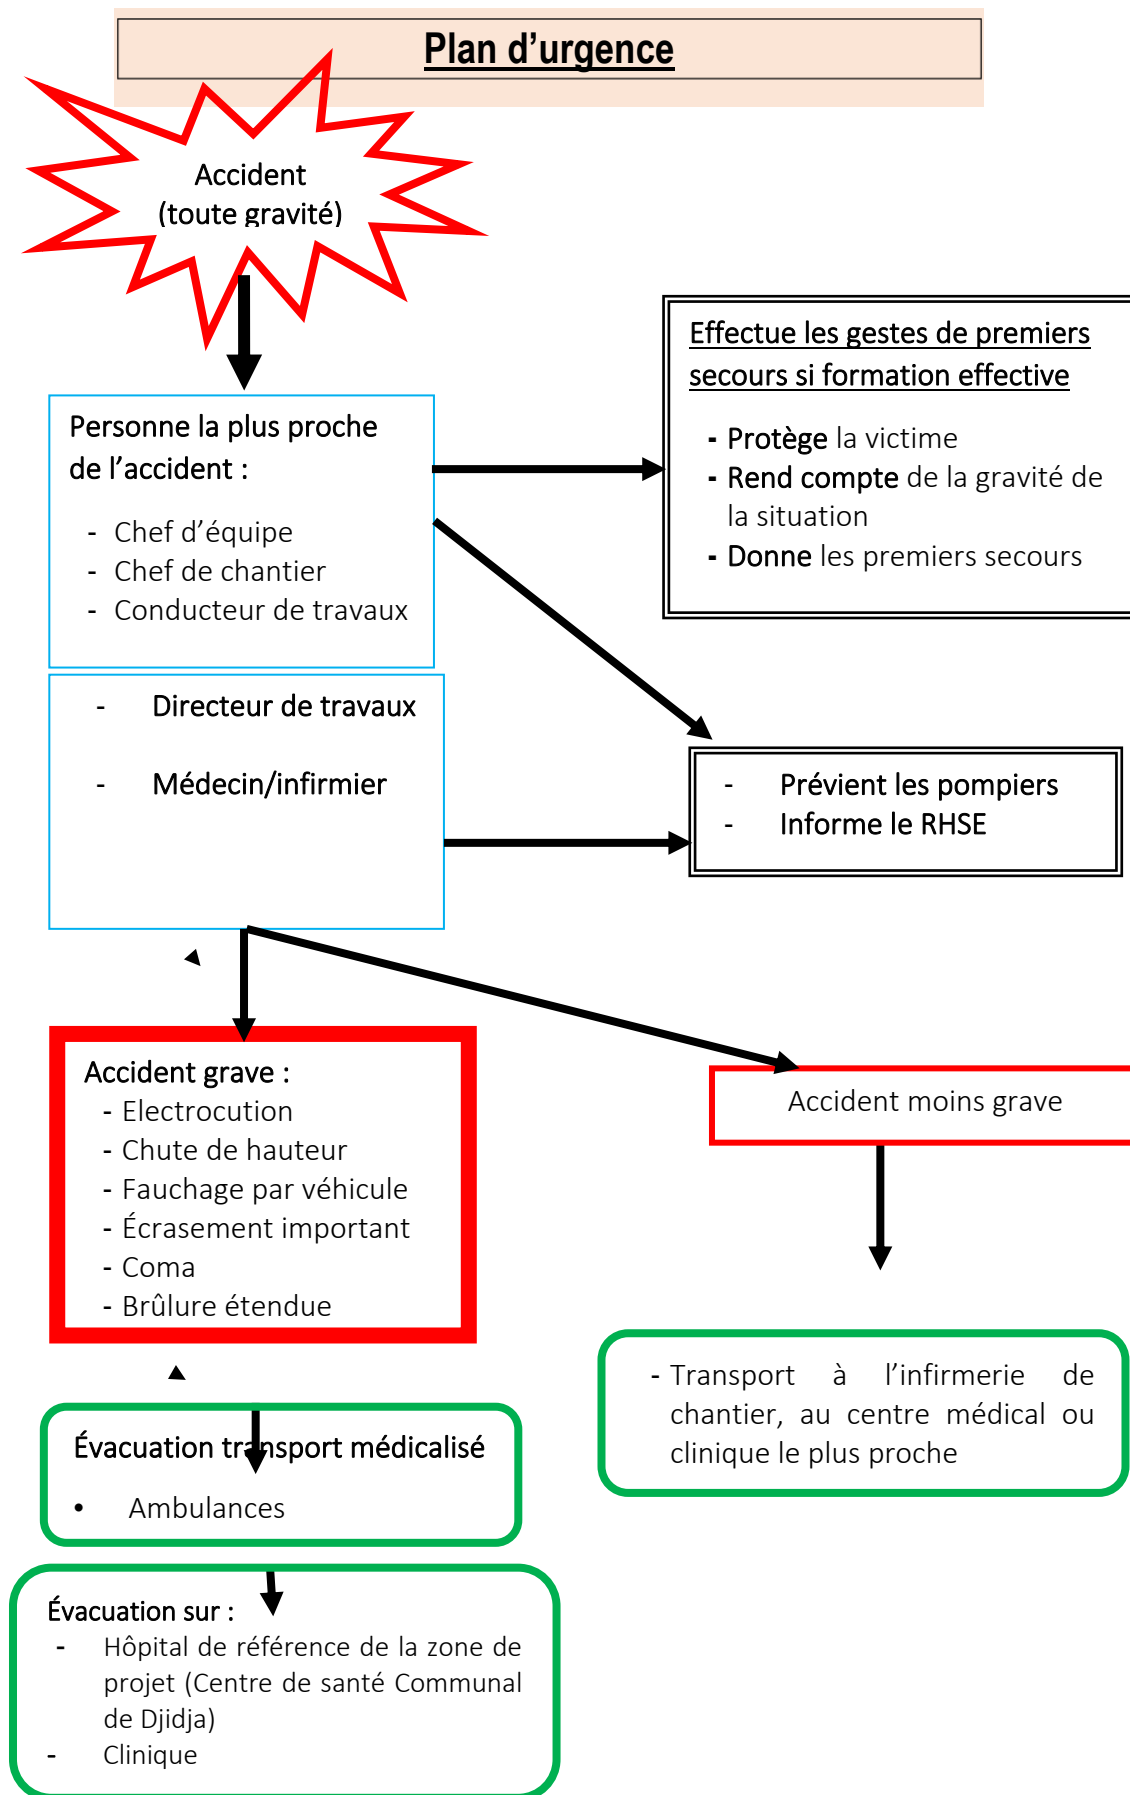 Plan d’urgence
Accident
(toute gravité)
Personne la plus proche
de l’accident :
- Chef d’équipe
- Chef de chantier
- Conducteur de travaux
Effectue les gestes de premiers
secours si formation effective
- Protège la victime
- Rend compte de la gravité de
la situation
- Donne les premiers secours
- Directeur de travaux
- Médecin/infirmier
- Prévient les pompiers
- Informe le RHSE
Accident grave :
- Electrocution
- Chute de hauteur
- Fauchage par véhicule
- Écrasement important
- Coma
- Brûlure étendue
Accident moins grave
- Transport à l’infirmerie de
chantier, au centre médical ou
clinique le plus proche
Évacuation transport médicalisé
• Ambulances
Évacuation sur :
- Hôpital de référence de la zone de
projet (Centre de santé Communal
de Djidja)
- Clinique